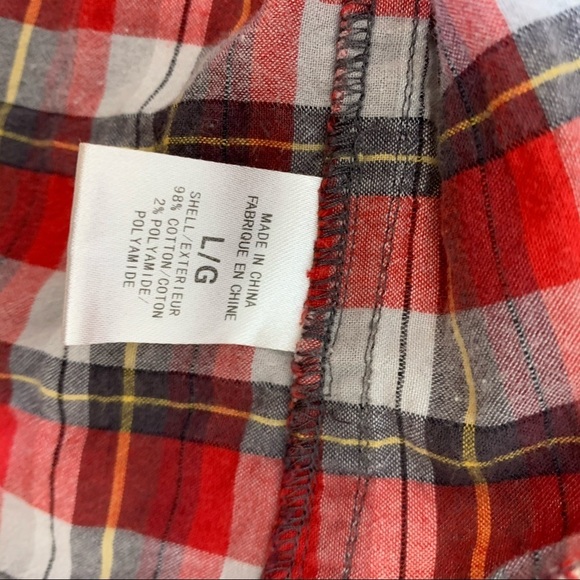 MADE IN CHINA
FABRIQUE EN CHINE
L/G
SHELL/EXTERIEUR
98% COTTON/COTON
2% POLYAMIDE/
POLYAMIDE